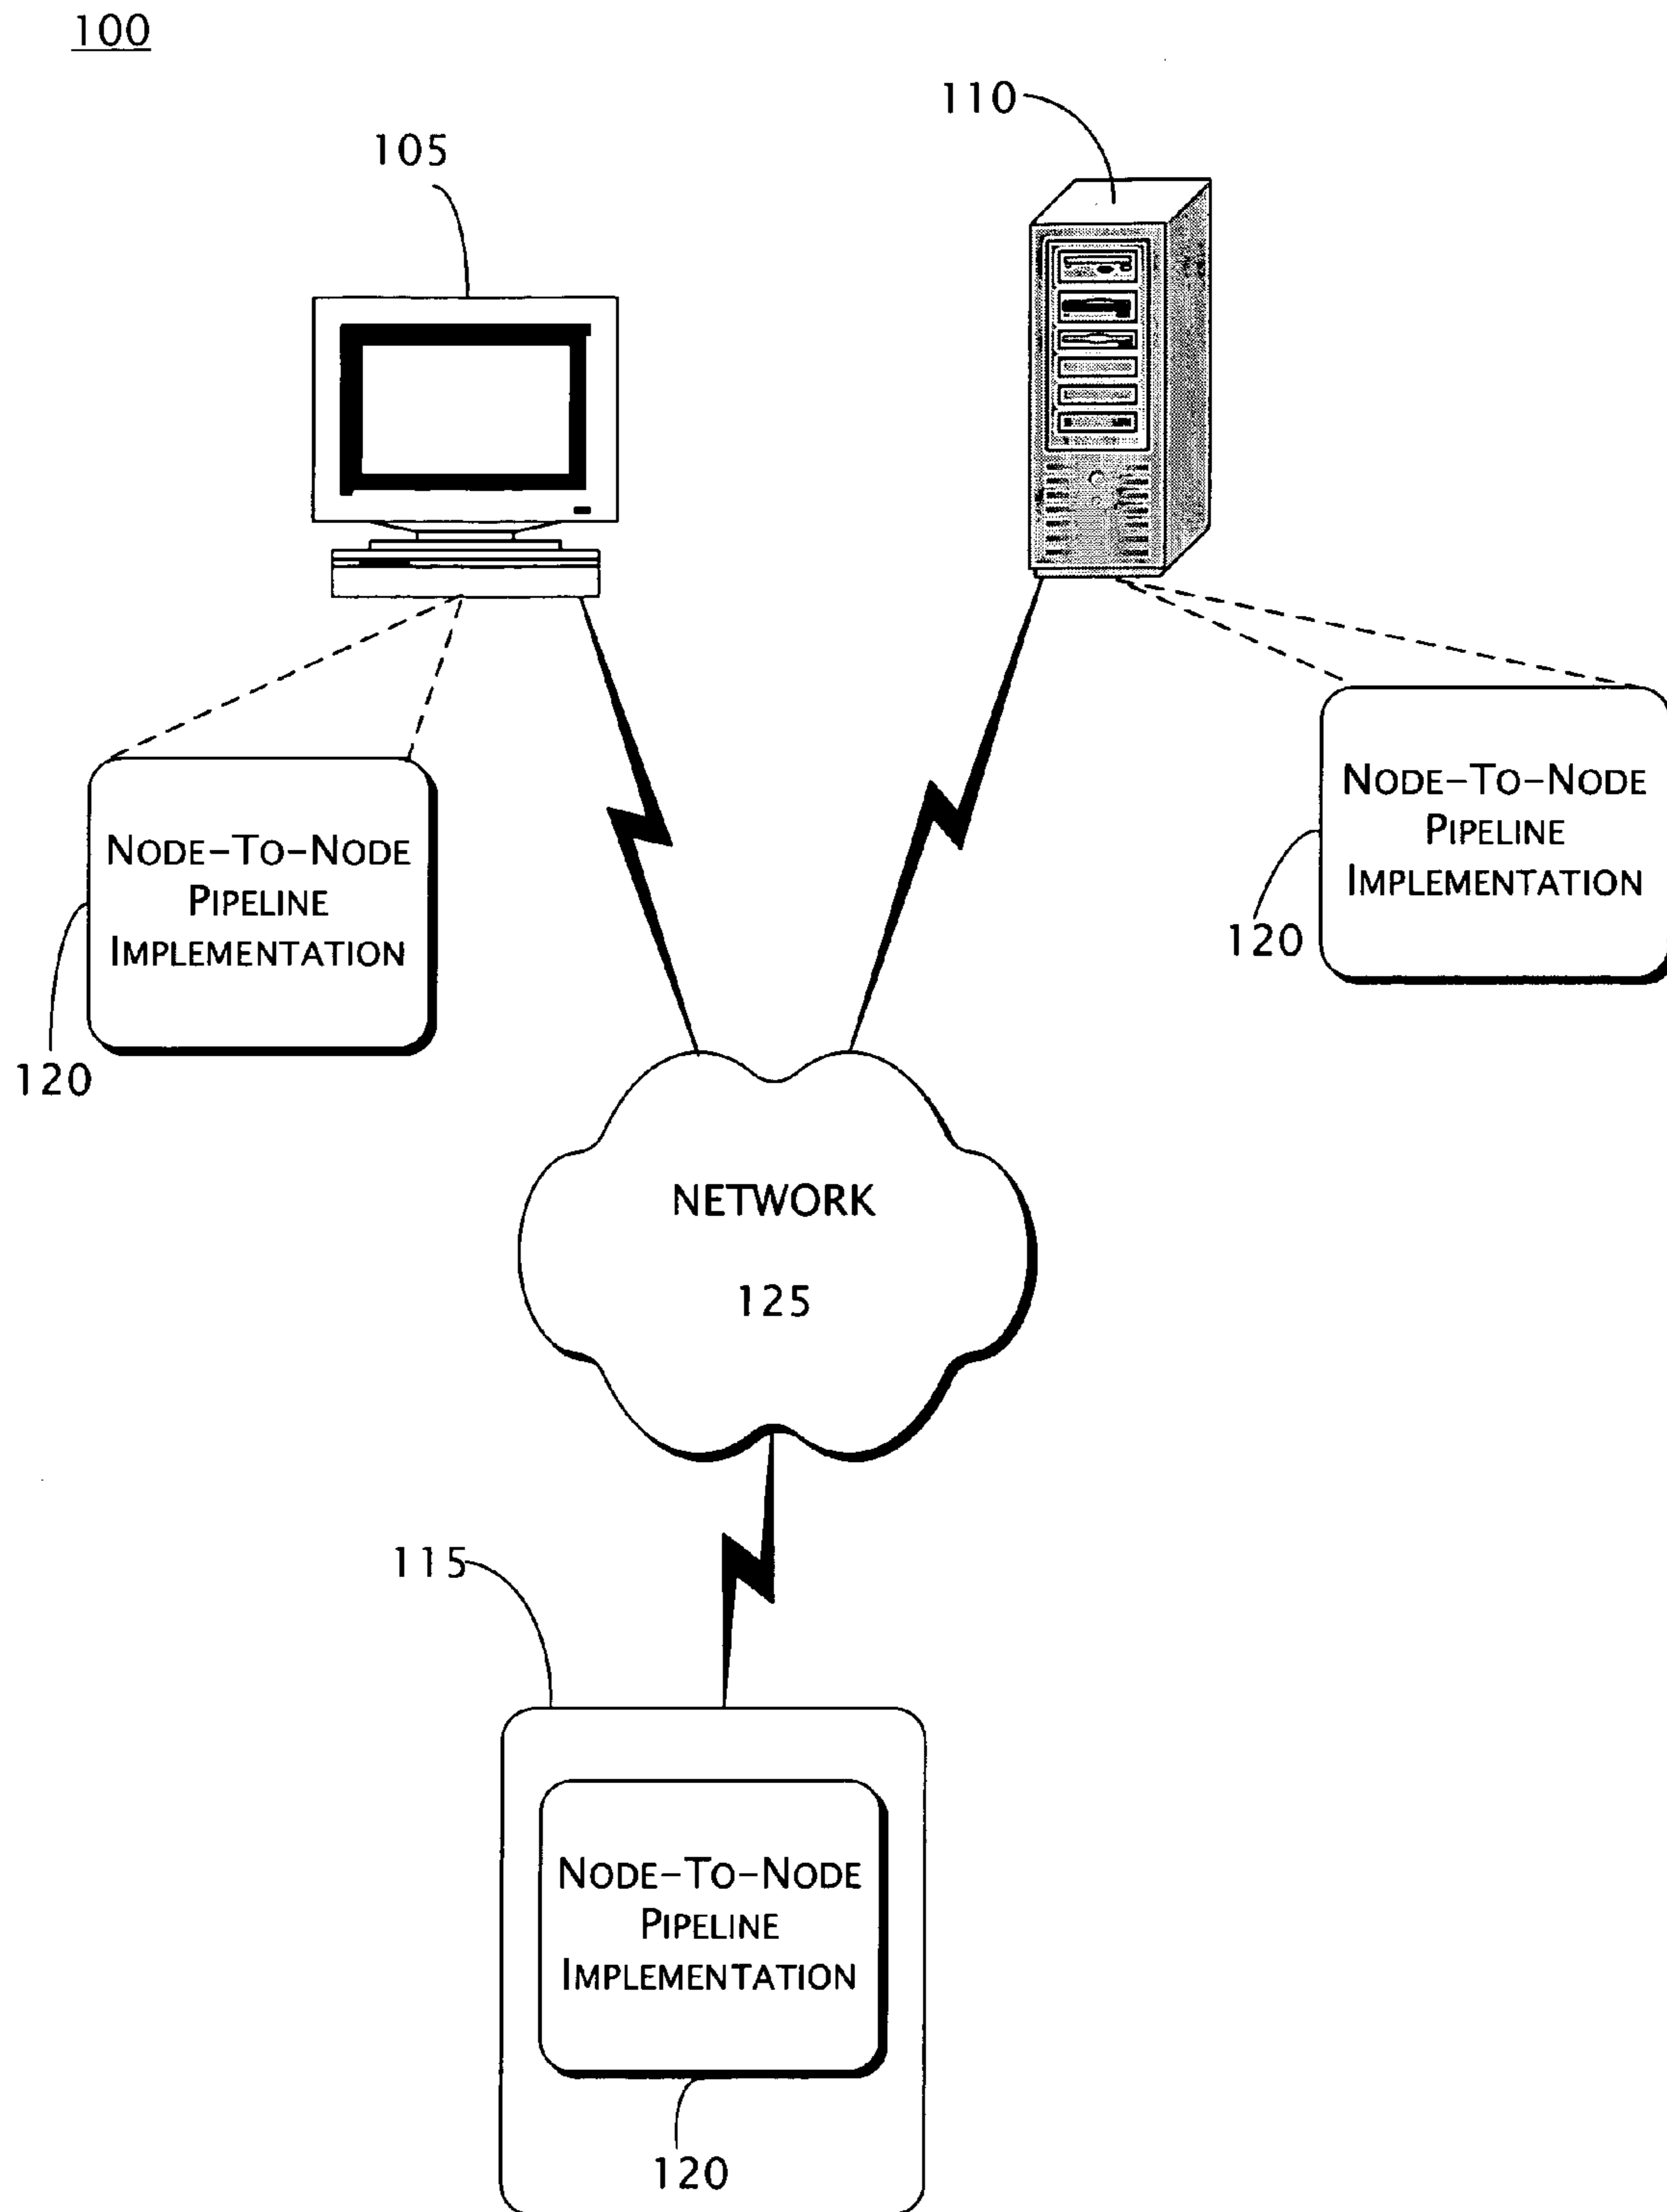 100
110
105
NODE-TO-NODE
PIPELINE
IMPLEMENTATION
120
NODE-TO-NODE
PIPELINE
IMPLEMENTATION
120
NETWORK
125
115
NODE-TO-NODE
PIPELINE
IMPLEMENTATION
120